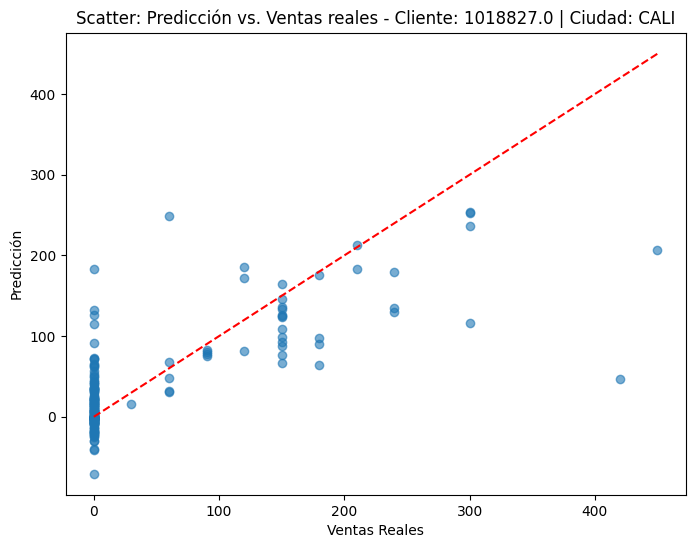 Scatter: Predicción vs. Ventas reales - Cliente: 1018827.0 | Ciudad: CALI
400
300
200
100
0
Predicción
0 100 200 300 400
Ventas Reales